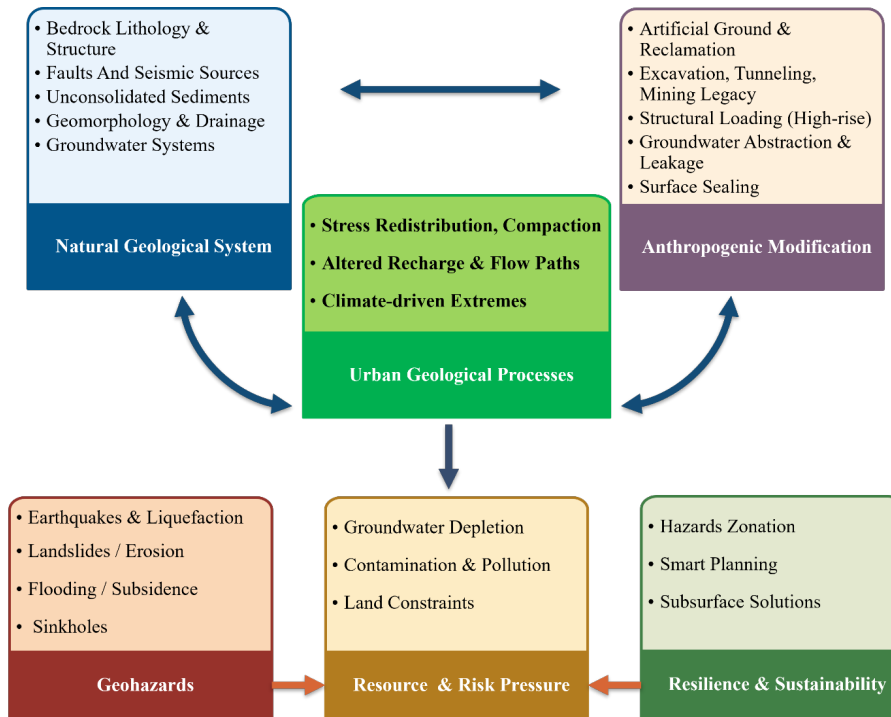 • Bedrock Lithology &
Structure
• Faults And Seismic Sources
• Unconsolidated Sediments
• Geomorphology & Drainage
• Groundwater Systems
Natural Geological System
• Artificial Ground &
Reclamation
• Excavation, Tunneling,
Mining Legacy
• Structural Loading (High-rise)
• Groundwater Abstraction &
Leakage
• Surface Sealing
Anthropogenic Modification
• Stress Redistribution, Compaction
• Altered Recharge & Flow Paths
• Climate-driven Extremes
Urban Geological Processes
• Earthquakes & Liquefaction
• Landslides / Erosion
• Flooding / Subsidence
• Sinkholes
Geohazards
• Groundwater Depletion
• Contamination & Pollution
• Land Constraints
Resource & Risk Pressure
• Hazards Zonation
• Smart Planning
• Subsurface Solutions
Resilience & Sustainability